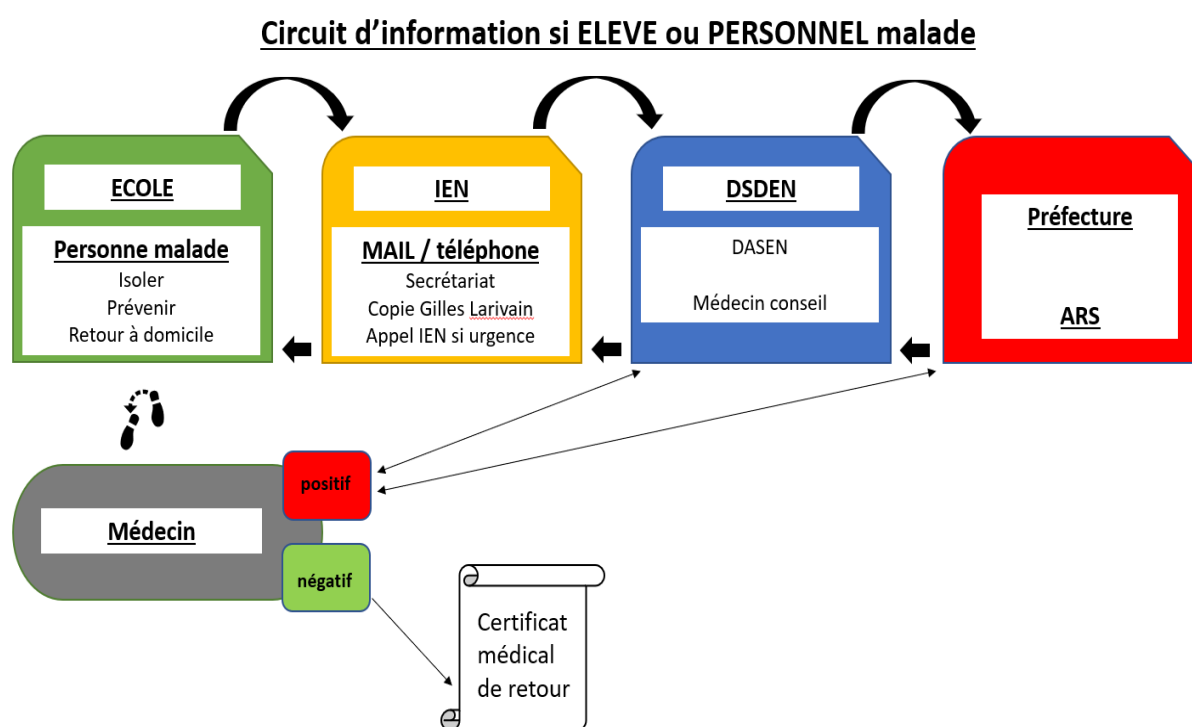 Circuit d’information si ELEVE ou PERSONNEL malade
ECOLE
Personne malade
Isoler
Prévenir
Retour à domicile
IEN
MAIL / téléphone
Secrétariat
Copie Gilles Larivain
Appel IEN si urgence
DSDEN
DASEN
Médecin conseil
Préfecture
ARS
Médecin
positif
négatif
Certificat
médical
de retour